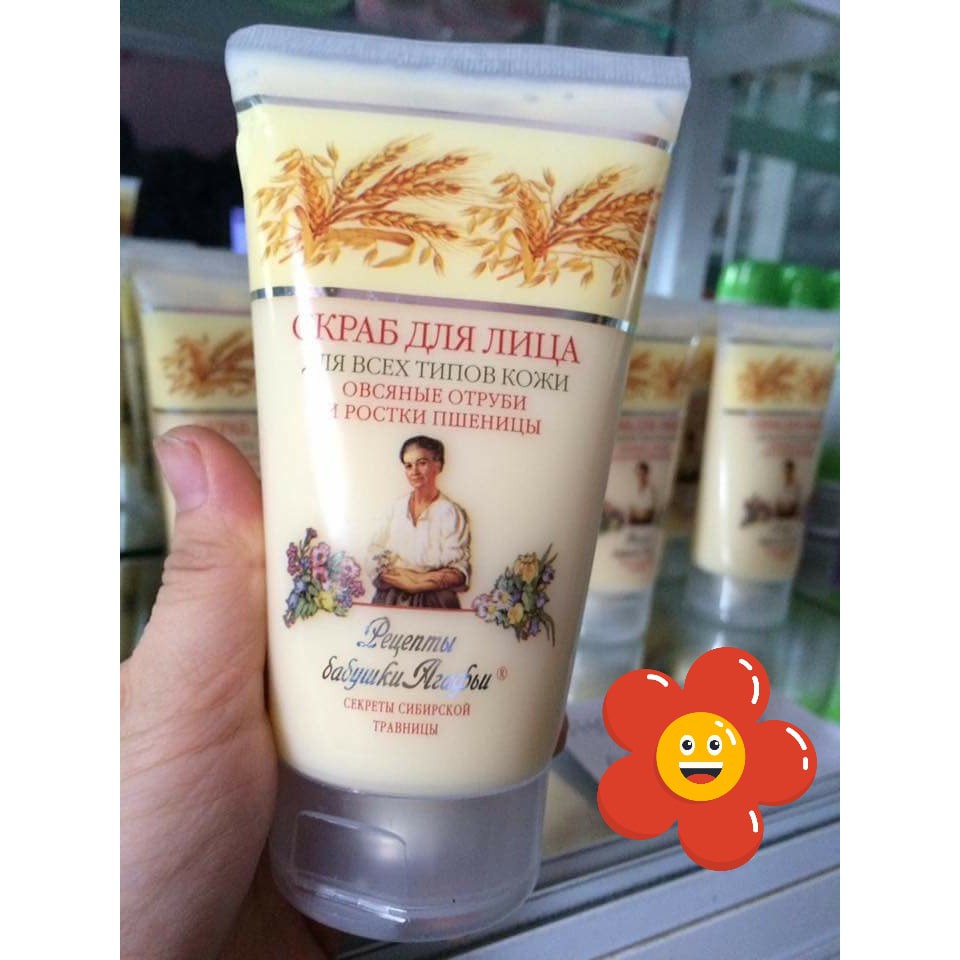 СКРАБ ДЛЯ ЛИЦА
ДЛЯ ВСЕХ ТИПОВ КОЖИ
ОВСЯНЫЕ ОТРУБИ
И РОСТКИ ПШЕНИЦЫ
Рецепты
бабушки Агафьи ®
СЕКРЕТЫ СИБИРСКОЙ
ТРАВНИЦЫ